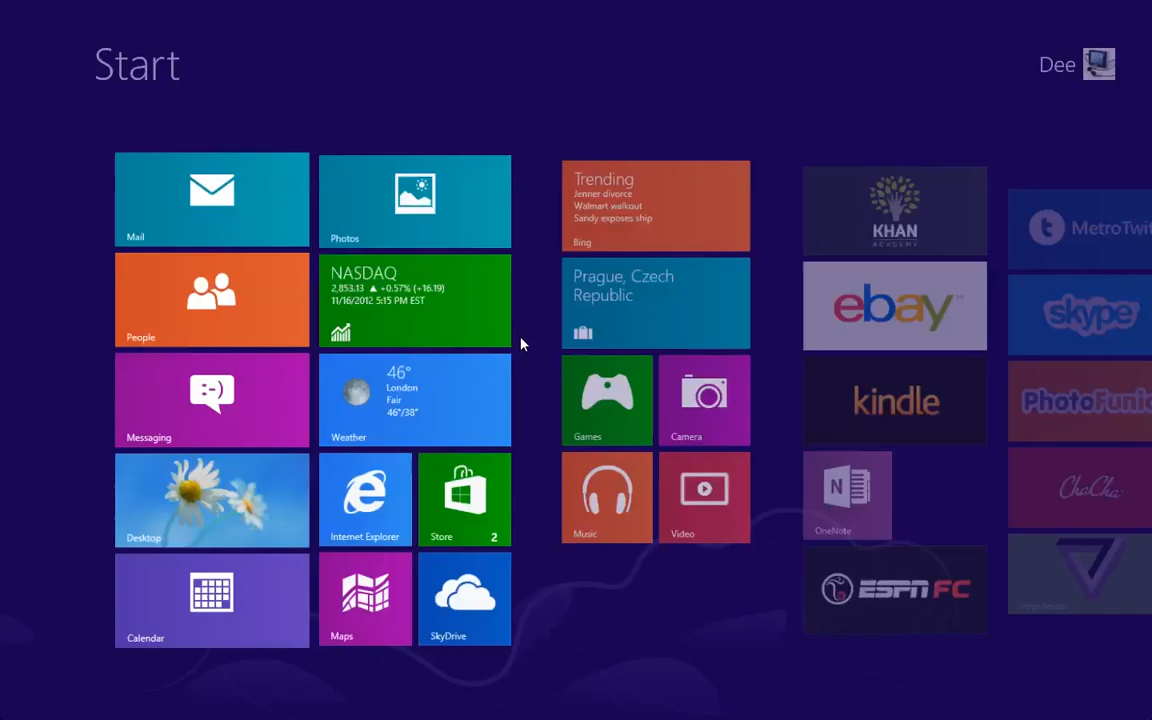 Start
Dee
Mail
Photos
People
NASDAQ
2,853.13 ▲ +0.57% (+16.19)
11/16/2012 5:15 PM EST
Messaging
46°
London
Fair
46°/38°
Weather
Desktop
Internet Explorer
Store
2
Calendar
Maps
SkyDrive
Trending
Jenner divorce
Walmart walkout
Sandy exposes ship
Bing
Prague, Czech
Republic
Games
Camera
Music
Video
KHAN
ACADEMY
ebay™
kindle
N
OneNote
ESPN FC
MetroTwit
skype
PhotoFunia
ChaCha